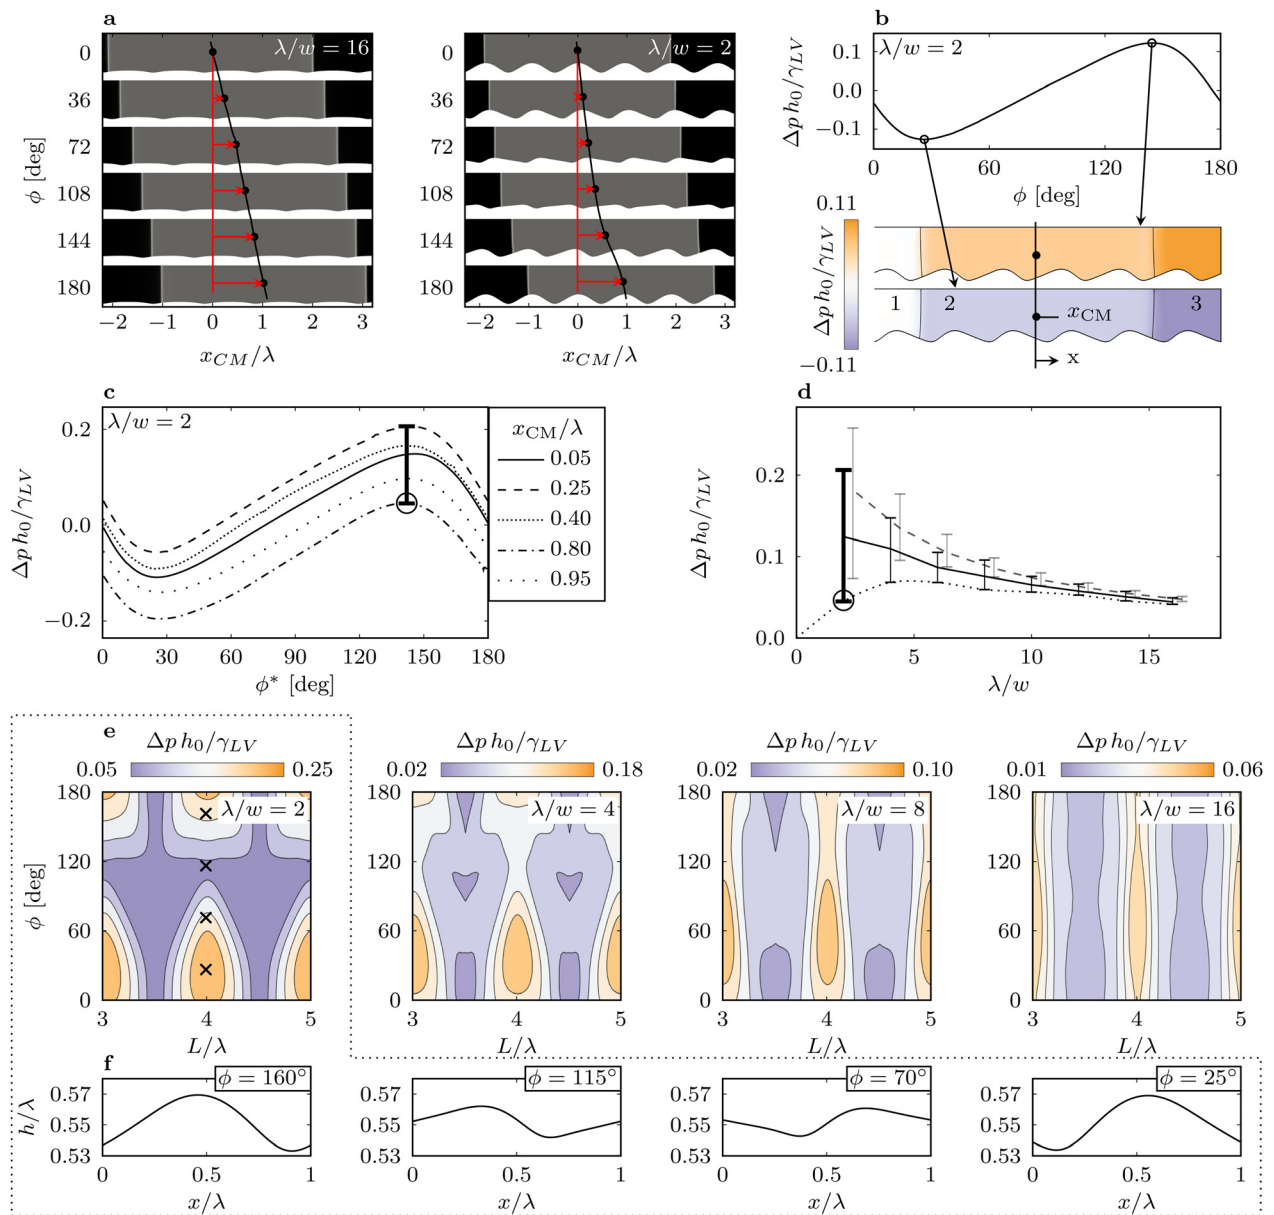 a
λ/w = 16
λ/w = 2
0
36
72
108
144
180
ϕ [deg]
−2 −1 0 1 2 3
x_CM/λ
0
36
72
108
144
180
−2 −1 0 1 2 3
x_CM/λ
b
λ/w = 2
Δp h₀/γ_LV
0.1
0.0
−0.1
0 60 120 180
ϕ [deg]
0.11
Δp h₀/γ_LV
−0.11
1 2 3
x_CM
x
c
λ/w = 2
Δp h₀/γ_LV
0.2
0.0
−0.2
0 30 60 90 120 150 180
ϕ* [deg]
x_CM/λ
0.05
0.25
0.40
0.80
0.95
d
Δp h₀/γ_LV
0.2
0.1
0.0
0 5 10 15
λ/w
e
Δp h₀/γ_LV
0.05 0.25
λ/w = 2
180
120
60
0
ϕ [deg]
3 4 5
L/λ
Δp h₀/γ_LV
0.02 0.18
λ/w = 4
180
120
60
0
3 4 5
L/λ
Δp h₀/γ_LV
0.02 0.10
λ/w = 8
180
120
60
0
3 4 5
L/λ
Δp h₀/γ_LV
0.01 0.06
λ/w = 16
180
120
60
0
3 4 5
L/λ
f
h/λ
ϕ = 160°
0.57
0.55
0.53
0 0.5 1
x/λ
ϕ = 115°
0.57
0.55
0.53
0 0.5 1
x/λ
ϕ = 70°
0.57
0.55
0.53
0 0.5 1
x/λ
ϕ = 25°
0.57
0.55
0.53
0 0.5 1
x/λ